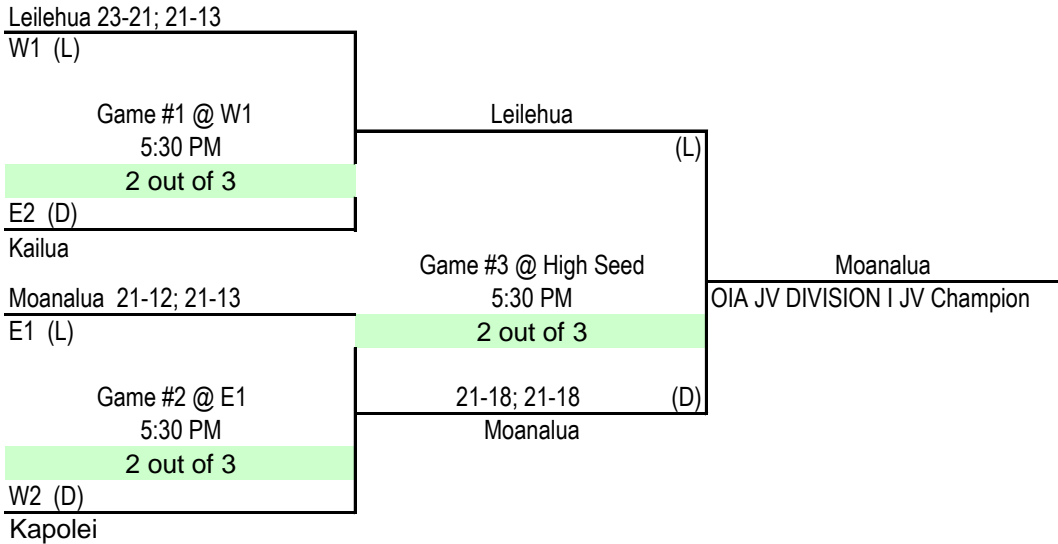 Leilehua 23-21; 21-13
W1 (L)
Game #1 @ W1
5:30 PM
2 out of 3
E2 (D)
Kailua
Moanalua 21-12; 21-13
E1 (L)
Game #2 @ E1
5:30 PM
2 out of 3
W2 (D)
Kapolei
Leilehua
(L)
Game #3 @ High Seed
5:30 PM
2 out of 3
21-18; 21-18 (D)
Moanalua
Moanalua
OIA JV DIVISION I JV Champion